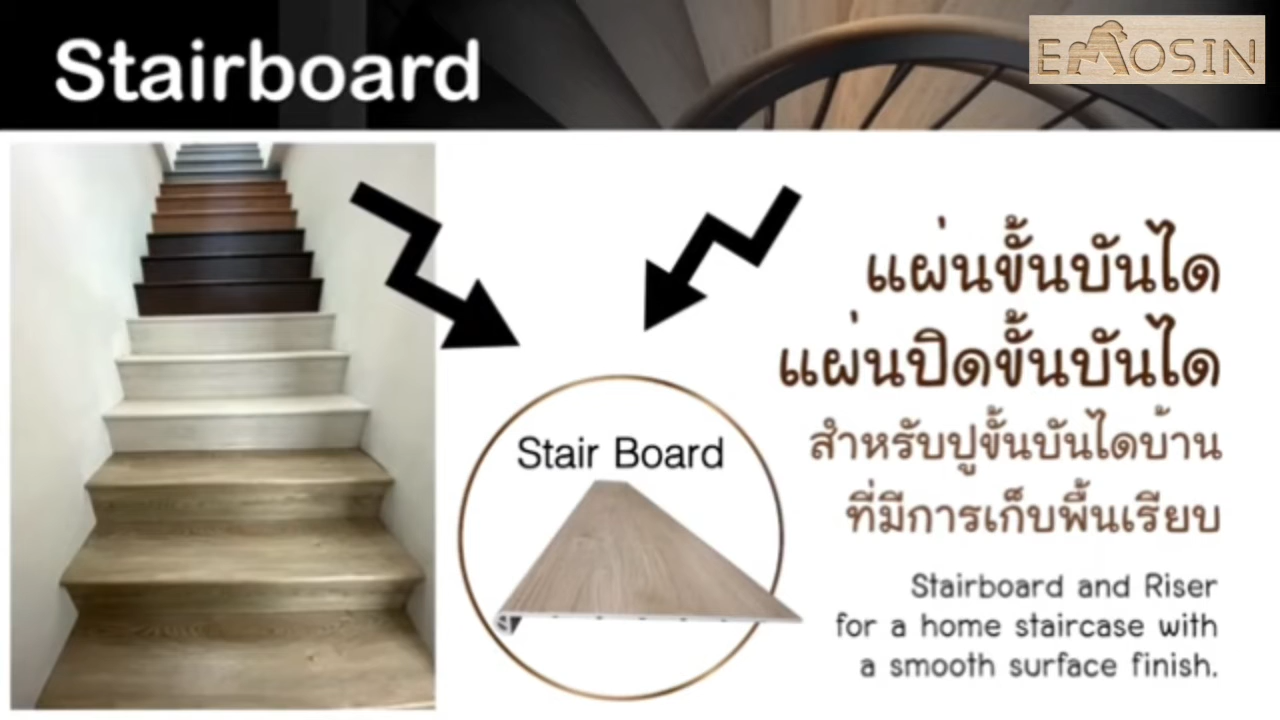 Stairboard
EMOSIN
แผ่นขั้นบันได
แผ่นปิดขั้นบันได
สำหรับปูขั้นบันไดบ้าน
ที่มีการเก็บพื้นเรียบ
Stair Board
Stairboard and Riser
for a home staircase with
a smooth surface finish.